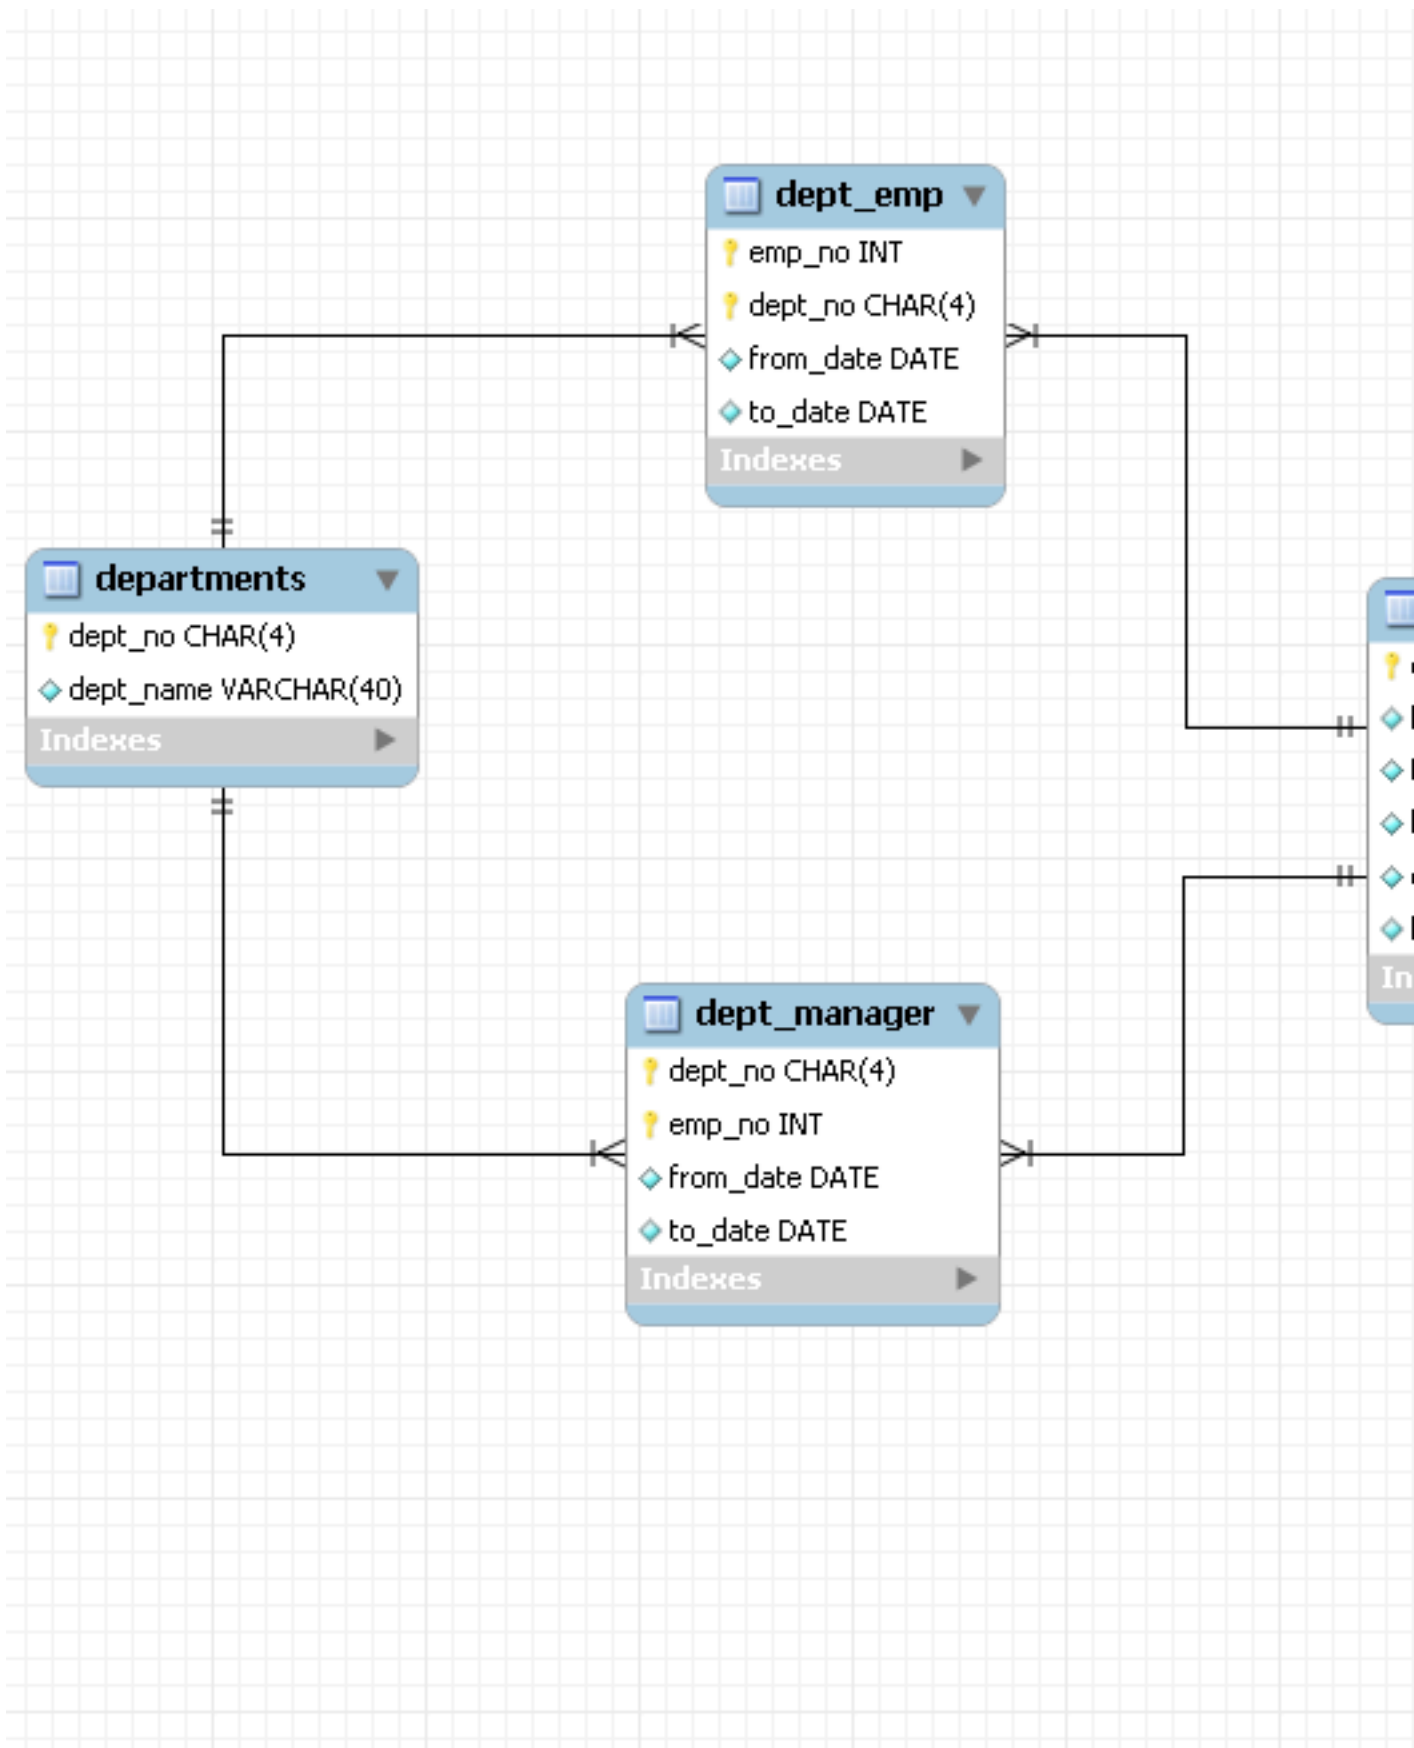 dept_emp
emp_no INT
dept_no CHAR(4)
from_date DATE
to_date DATE
Indexes
departments
dept_no CHAR(4)
dept_name VARCHAR(40)
Indexes
dept_manager
dept_no CHAR(4)
emp_no INT
from_date DATE
to_date DATE
Indexes
In